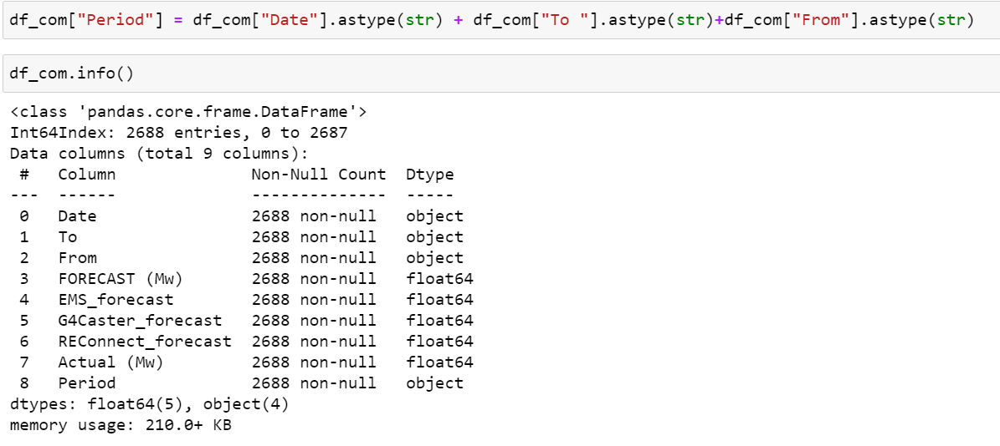 df_com["Period"] = df_com["Date"].astype(str) + df_com["To "].astype(str)+df_com["From"].astype(str)
df_com.info()
<class 'pandas.core.frame.DataFrame'>
Int64Index: 2688 entries, 0 to 2687
Data columns (total 9 columns):
 #   Column              Non-Null Count  Dtype
---  ------              --------------  -----
 0   Date                2688 non-null   object
 1   To                  2688 non-null   object
 2   From                2688 non-null   object
 3   FORECAST (Mw)       2688 non-null   float64
 4   EMS_forecast        2688 non-null   float64
 5   G4Caster_forecast   2688 non-null   float64
 6   REConnect_forecast  2688 non-null   float64
 7   Actual (Mw)         2688 non-null   float64
 8   Period              2688 non-null   object
dtypes: float64(5), object(4)
memory usage: 210.0+ KB